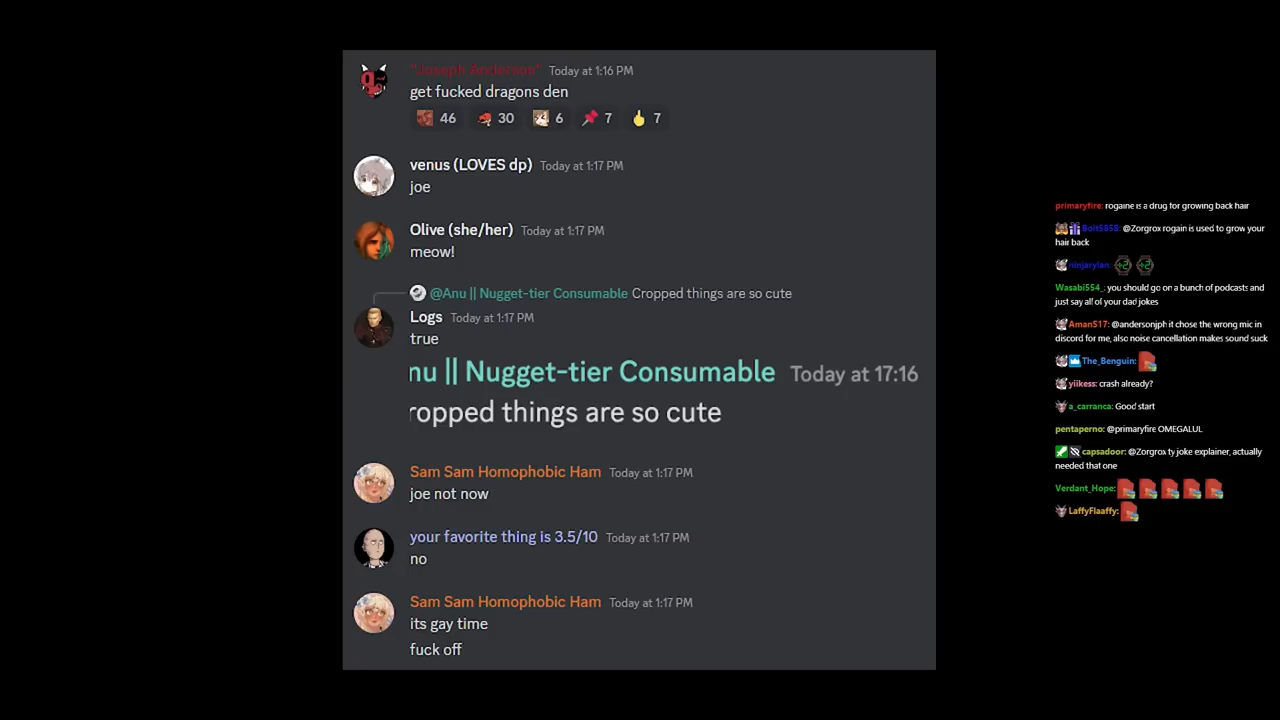 "Joseph Anderson" Today at 1:16 PM
get fucked dragons den
46 30 6 7 7
venus (LOVES dp) Today at 1:17 PM
joe
Olive (she/her) Today at 1:17 PM
meow!
@Anu || Nugget-tier Consumable Cropped things are so cute
Logs Today at 1:17 PM
true
nu || Nugget-tier Consumable Today at 17:16
ropped things are so cute
Sam Sam Homophobic Ham Today at 1:17 PM
joe not now
your favorite thing is 3.5/10 Today at 1:17 PM
no
Sam Sam Homophobic Ham Today at 1:17 PM
its gay time
fuck off
primaryfire: rogaine is a drug for growing back hair
Bolt5858: @Zorgrox rogain is used to grow your
hair back
ninjarylan: +2 +2
Wasabi554_: you should go on a bunch of podcasts and
just say all of your dad jokes
AmanS17: @andersonjph it chose the wrong mic in
discord for me, also noise cancellation makes sound suck
The_Benguin:
yiikess: crash already?
a_carranca: Good start
pentaperno: @primaryfire OMEGALUL
capsadoor: @Zorgrox ty joke explainer, actually
needed that one
Verdant_Hope:
LaffyFlaaffy: